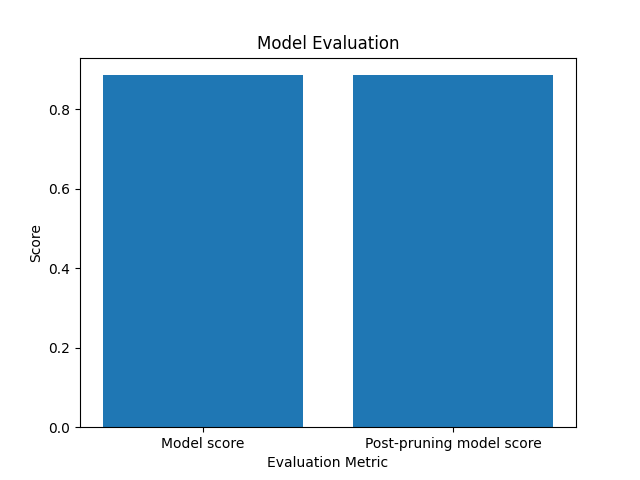 Model Evaluation
0.8
0.6
0.4
0.2
0.0
Score
Model score
Post-pruning model score
Evaluation Metric